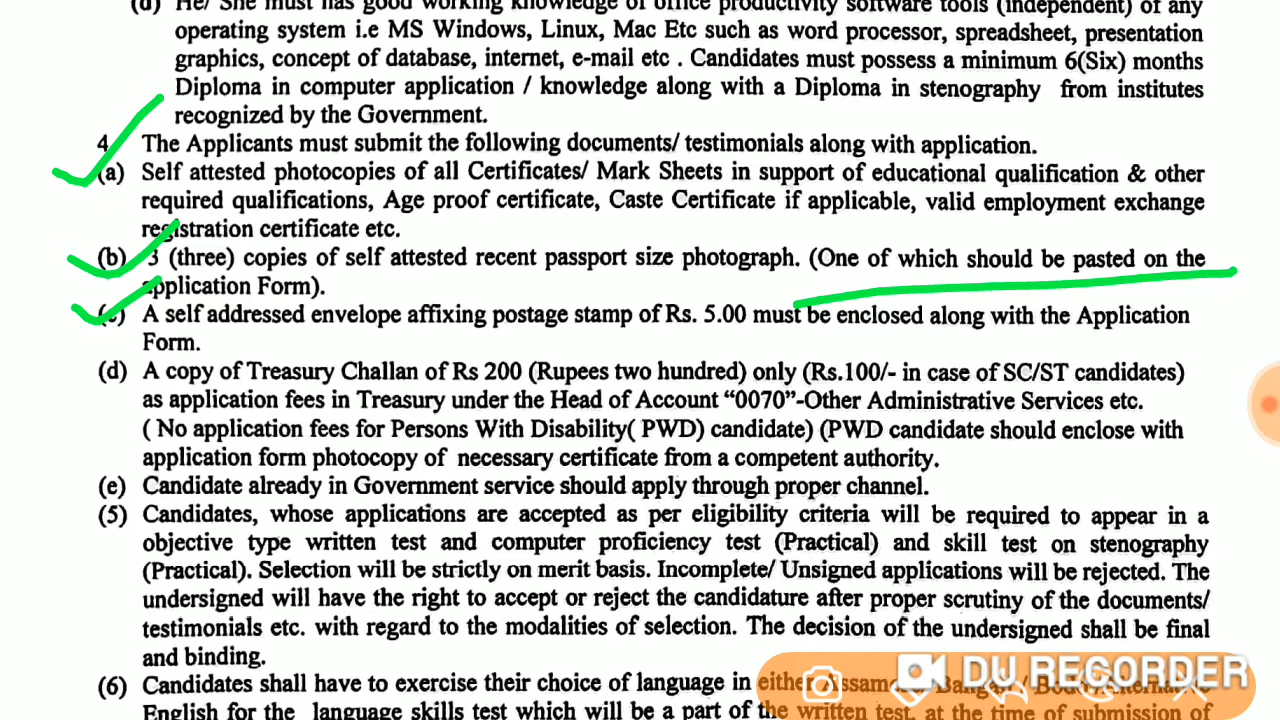 (d) He/ She must has good working knowledge of office productivity software tools (independent) of any
operating system i.e MS Windows, Linux, Mac Etc such as word processor, spreadsheet, presentation
graphics, concept of database, internet, e-mail etc . Candidates must possess a minimum 6(Six) months
Diploma in computer application / knowledge along with a Diploma in stenography from institutes
recognized by the Government.
4 The Applicants must submit the following documents/ testimonials along with application.
(a) Self attested photocopies of all Certificates/ Mark Sheets in support of educational qualification & other
required qualifications, Age proof certificate, Caste Certificate if applicable, valid employment exchange
registration certificate etc.
(b) 3 (three) copies of self attested recent passport size photograph. (One of which should be pasted on the
application Form).
(c) A self addressed envelope affixing postage stamp of Rs. 5.00 must be enclosed along with the Application
Form.
(d) A copy of Treasury Challan of Rs 200 (Rupees two hundred) only (Rs.100/- in case of SC/ST candidates)
as application fees in Treasury under the Head of Account “0070”-Other Administrative Services etc.
( No application fees for Persons With Disability( PWD) candidate) (PWD candidate should enclose with
application form photocopy of necessary certificate from a competent authority.
(e) Candidate already in Government service should apply through proper channel.
(5) Candidates, whose applications are accepted as per eligibility criteria will be required to appear in a
objective type written test and computer proficiency test (Practical) and skill test on stenography
(Practical). Selection will be strictly on merit basis. Incomplete/ Unsigned applications will be rejected. The
undersigned will have the right to accept or reject the candidature after proper scrutiny of the documents/
testimonials etc. with regard to the modalities of selection. The decision of the undersigned shall be final
and binding.
(6) Candidates shall have to exercise their choice of language in either
English for the language skills test which will be a part of the written test, at the time of submission of
DU RECORDER